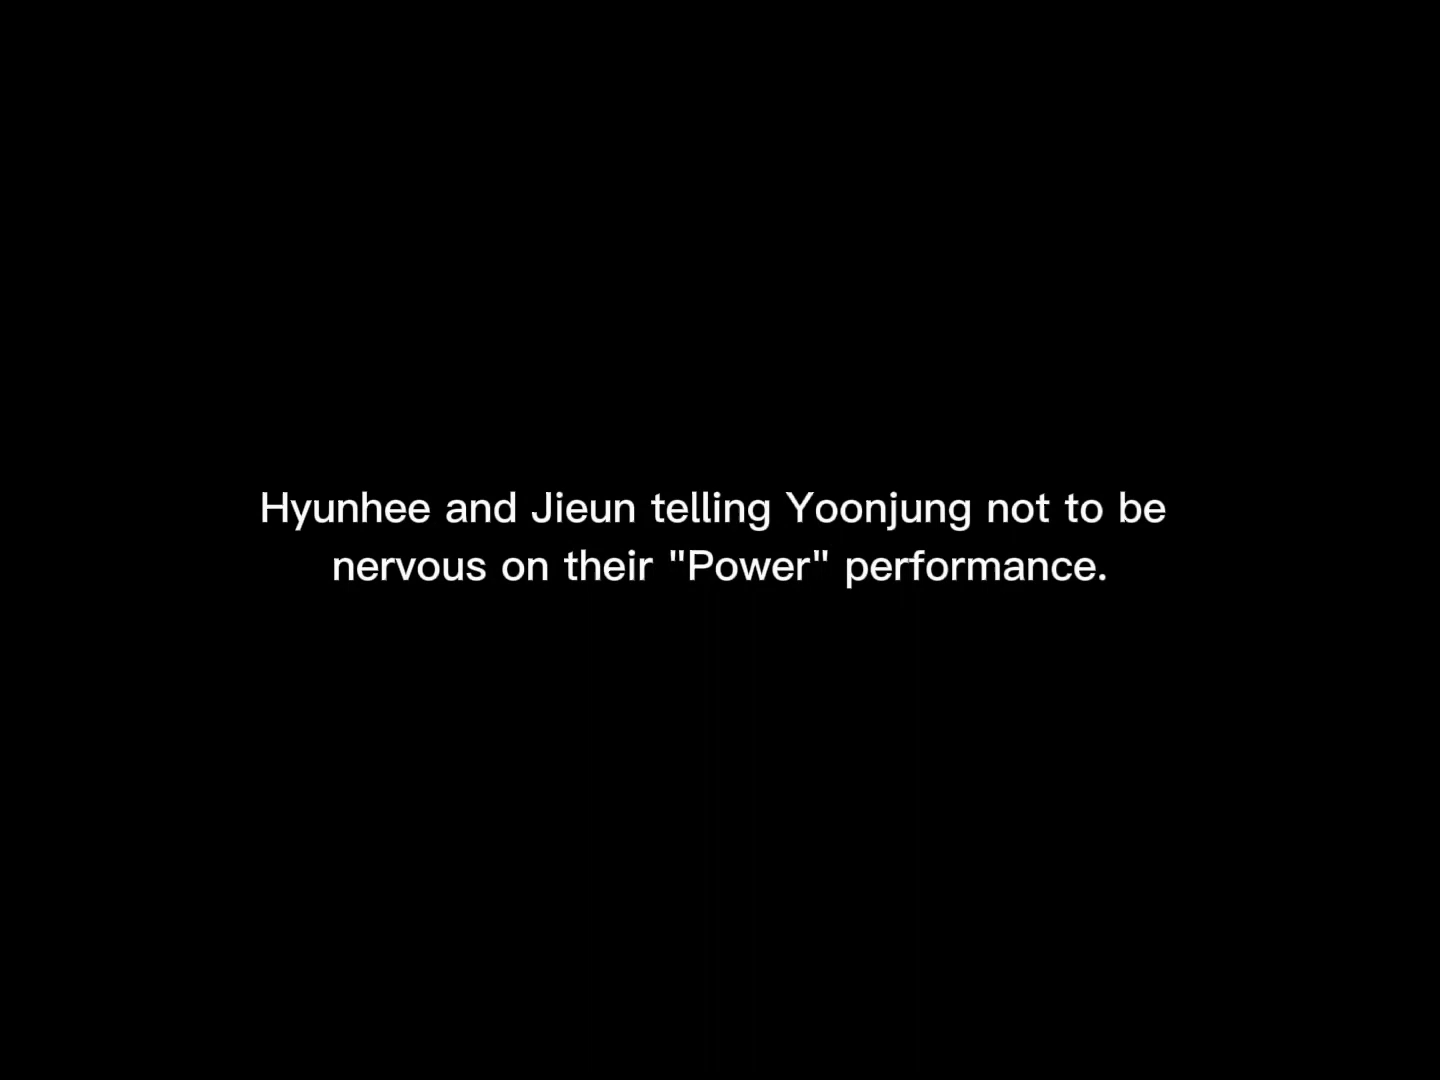 Hyunhee and Jieun telling Yoonjung not to be
nervous on their "Power" performance.